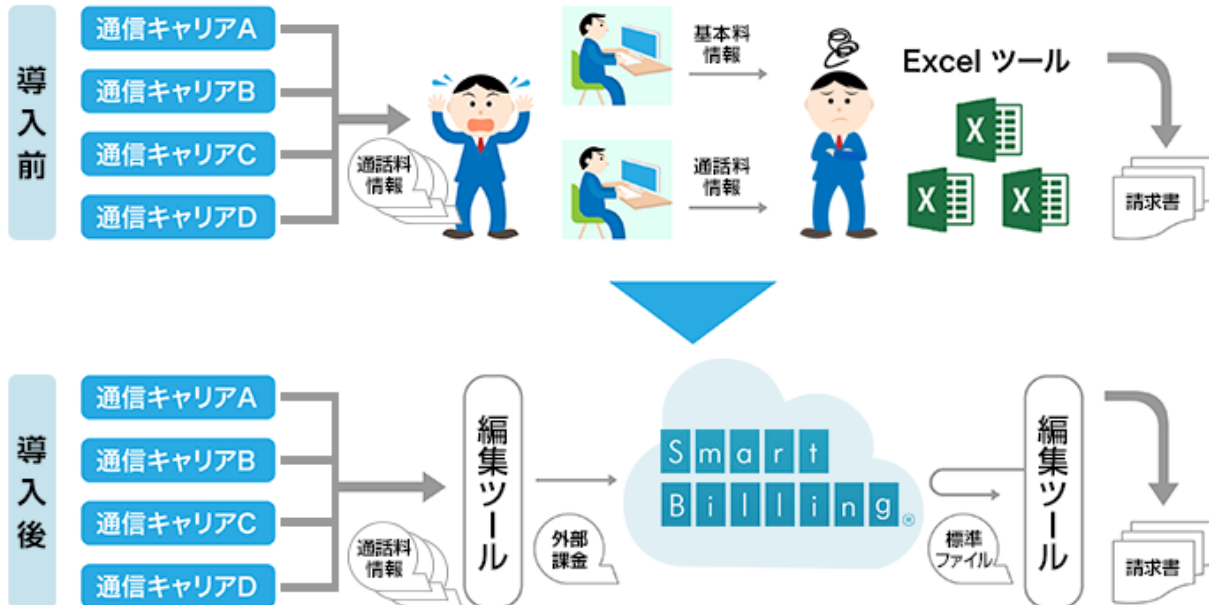 導入前
通信キャリアA
通信キャリアB
通信キャリアC
通信キャリアD
通話料
情報
基本料
情報
通話料
情報
Excel ツール
X
X
X
請求書
導入後
通信キャリアA
通信キャリアB
通信キャリアC
通信キャリアD
通話料
情報
編集ツール
外部
課金
Smart
Billing®
標準
ファイル
編集ツール
請求書